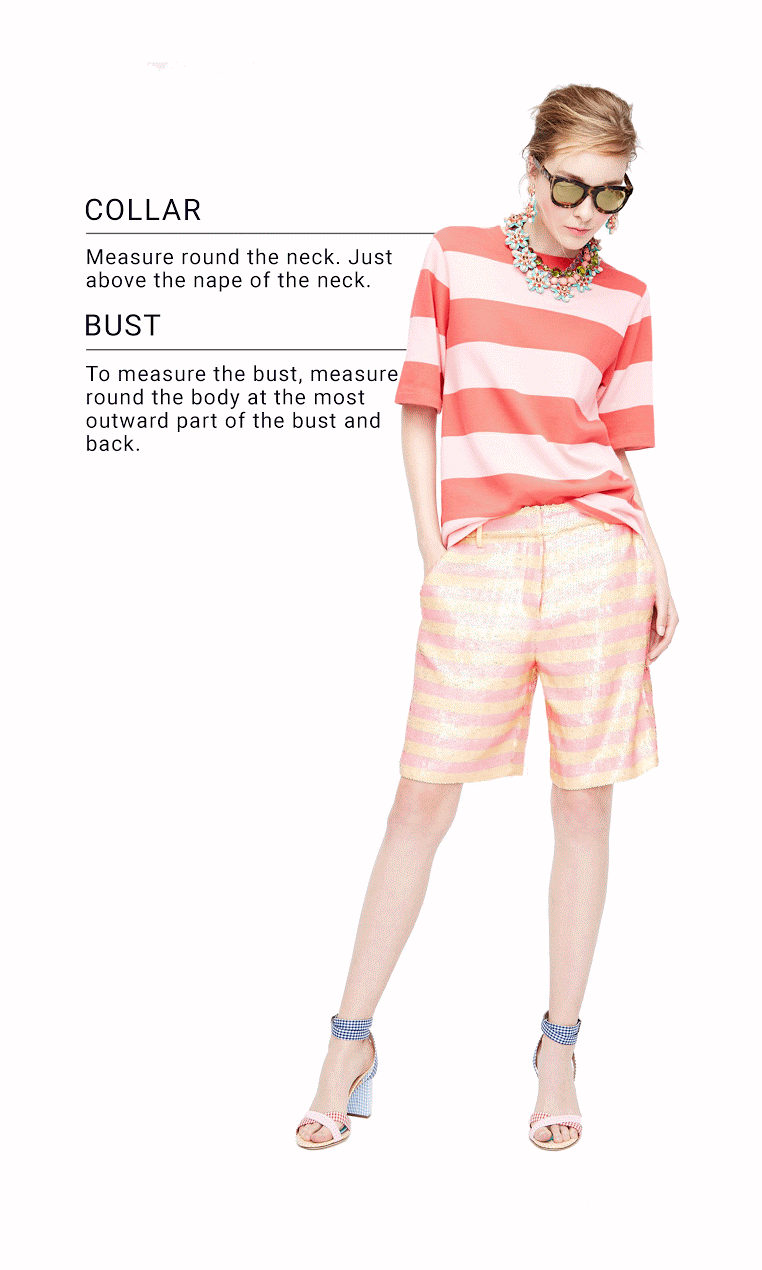 COLLAR
Measure round the neck. Just
above the nape of the neck.
BUST
To measure the bust, measure
round the body at the most
outward part of the bust and
back.